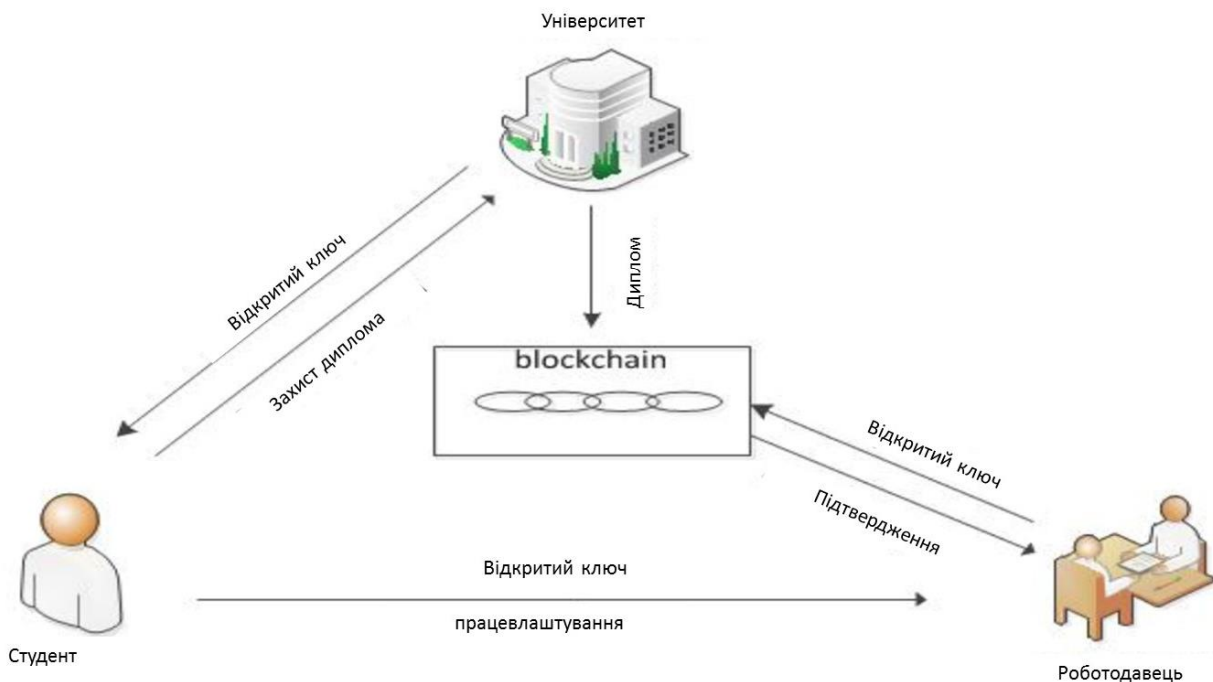 Університет
Відкритий ключ
Захист диплома
Диплом
blockchain
Відкритий ключ
Підтвердження
Відкритий ключ
працевлаштування
Студент
Роботодавець